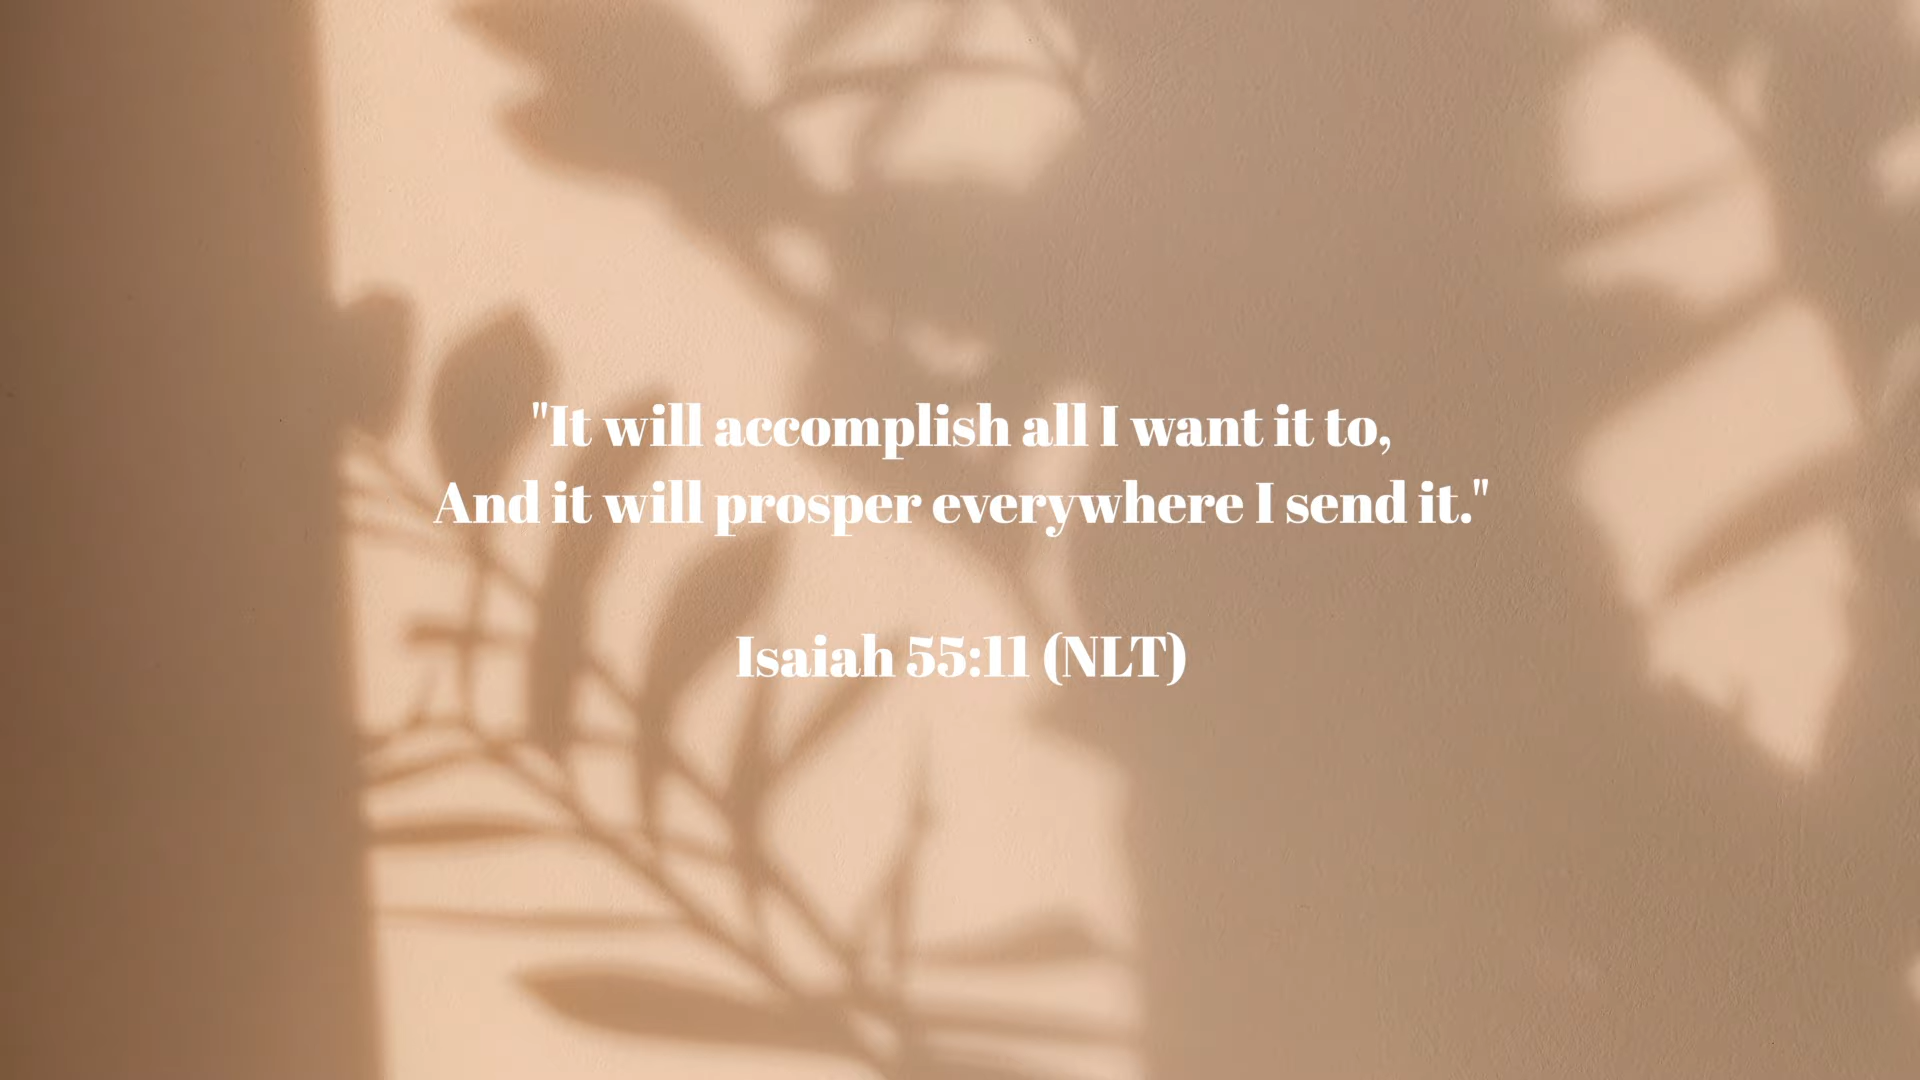 "It will accomplish all I want it to,
And it will prosper everywhere I send it."
Isaiah 55:11 (NLT)